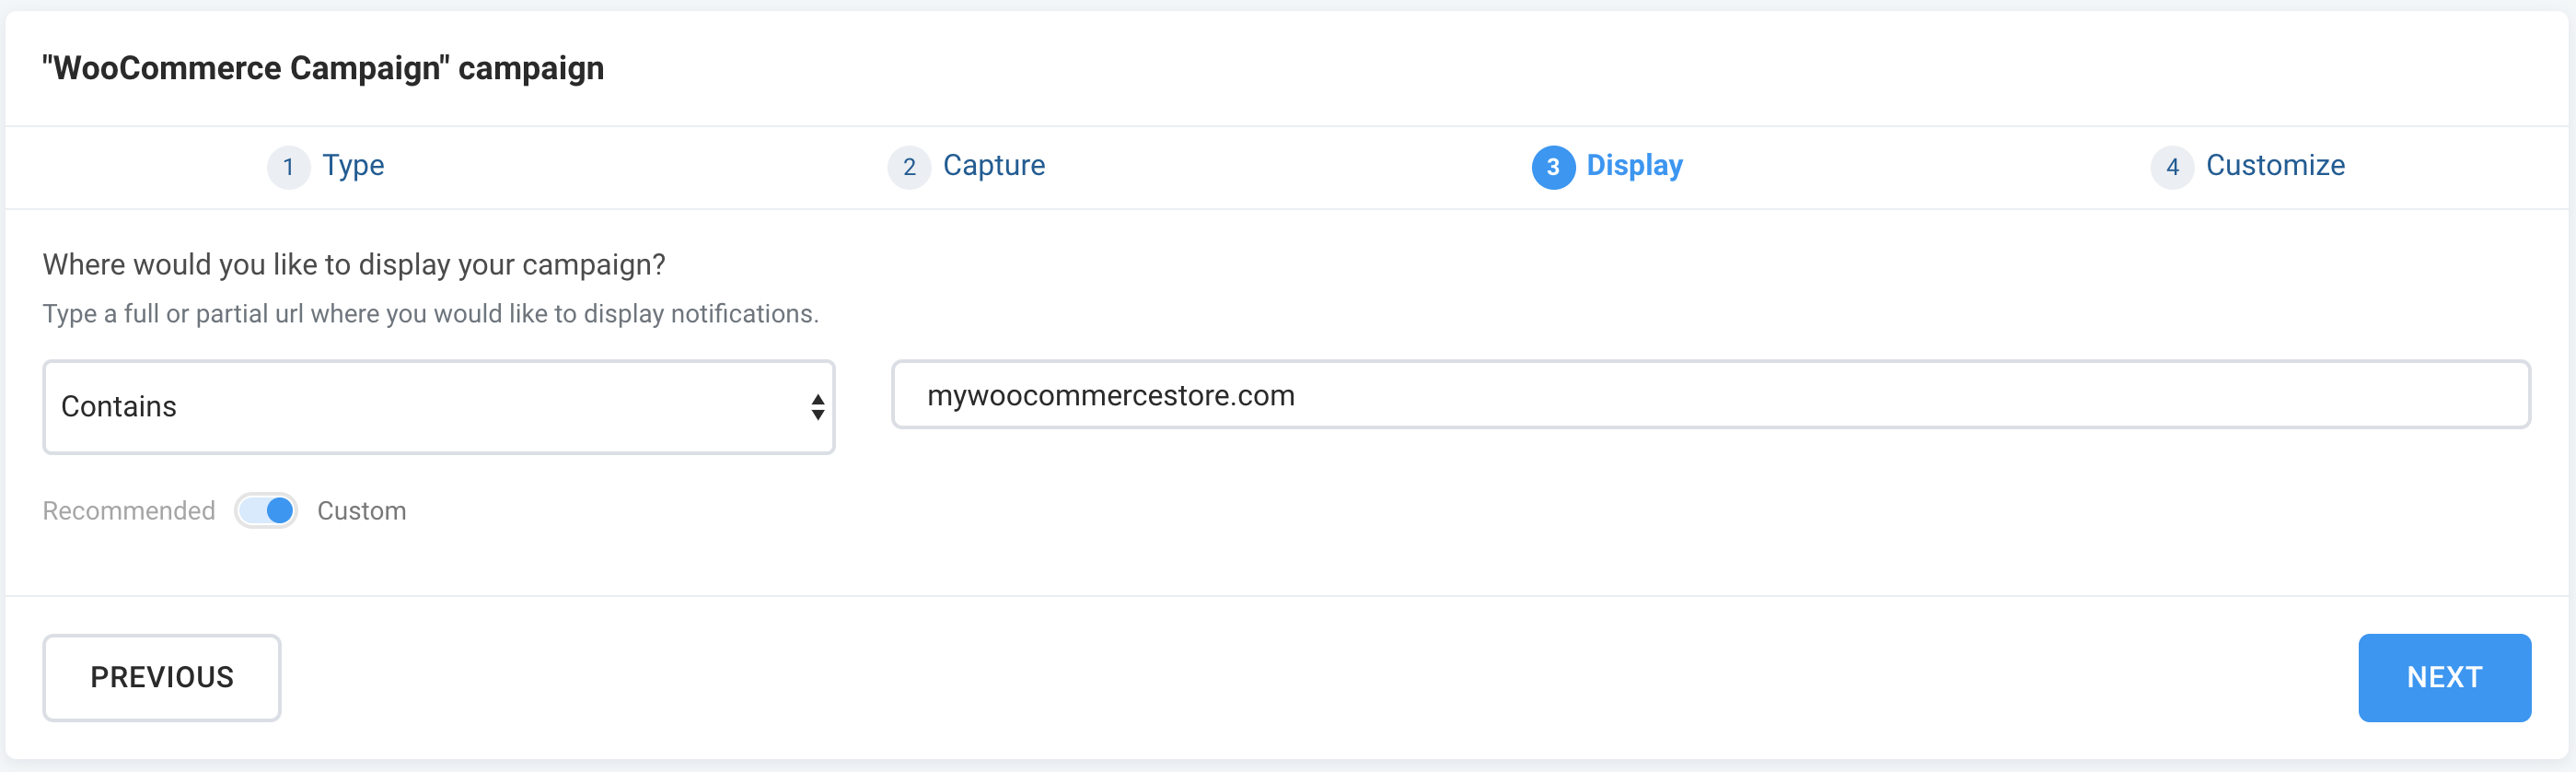 "WooCommerce Campaign" campaign
1 Type 2 Capture 3 Display 4 Customize
Where would you like to display your campaign?
Type a full or partial url where you would like to display notifications.
Contains mywoocommercestore.com
Recommended Custom
PREVIOUS NEXT